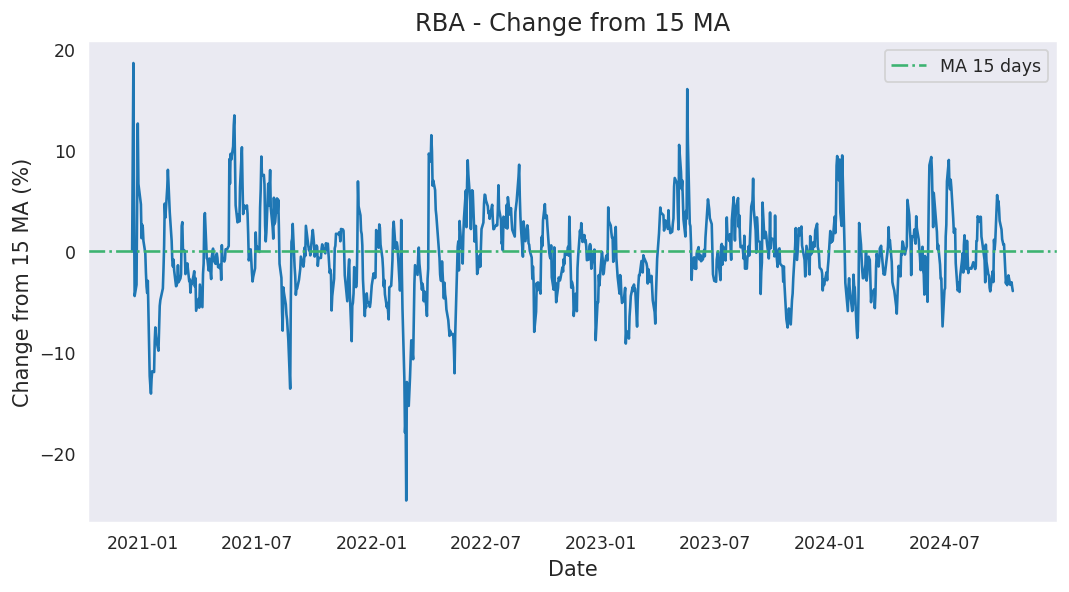 RBA - Change from 15 MA
MA 15 days
Change from 15 MA (%)
20
10
0
−10
−20
2021-01 2021-07 2022-01 2022-07 2023-01 2023-07 2024-01 2024-07
Date